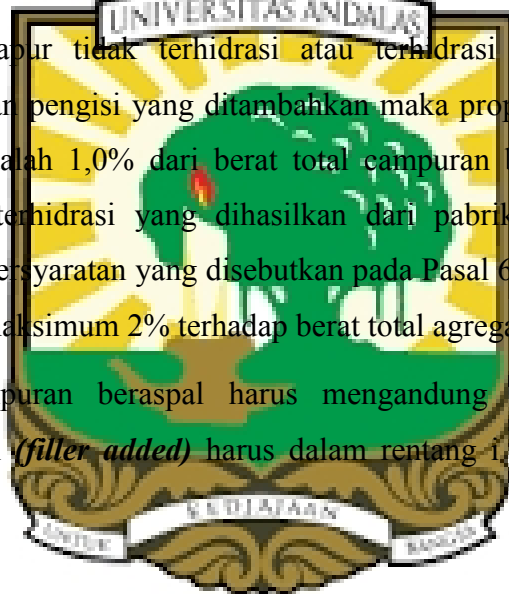 UNIVERSITAS ANDALAS
apur tidak terhidrasi atau terhidrasi
n pengisi yang ditambahkan maka prop
alah 1,0% dari berat total campuran b
terhidrasi yang dihasilkan dari pabrik
ersyaratan yang disebutkan pada Pasal 6
aksimum 2% terhadap berat total agrega
puran beraspal harus mengandung
(filler added) harus dalam rentang i
KEDJAJAAN
UNTUK
BANGSA